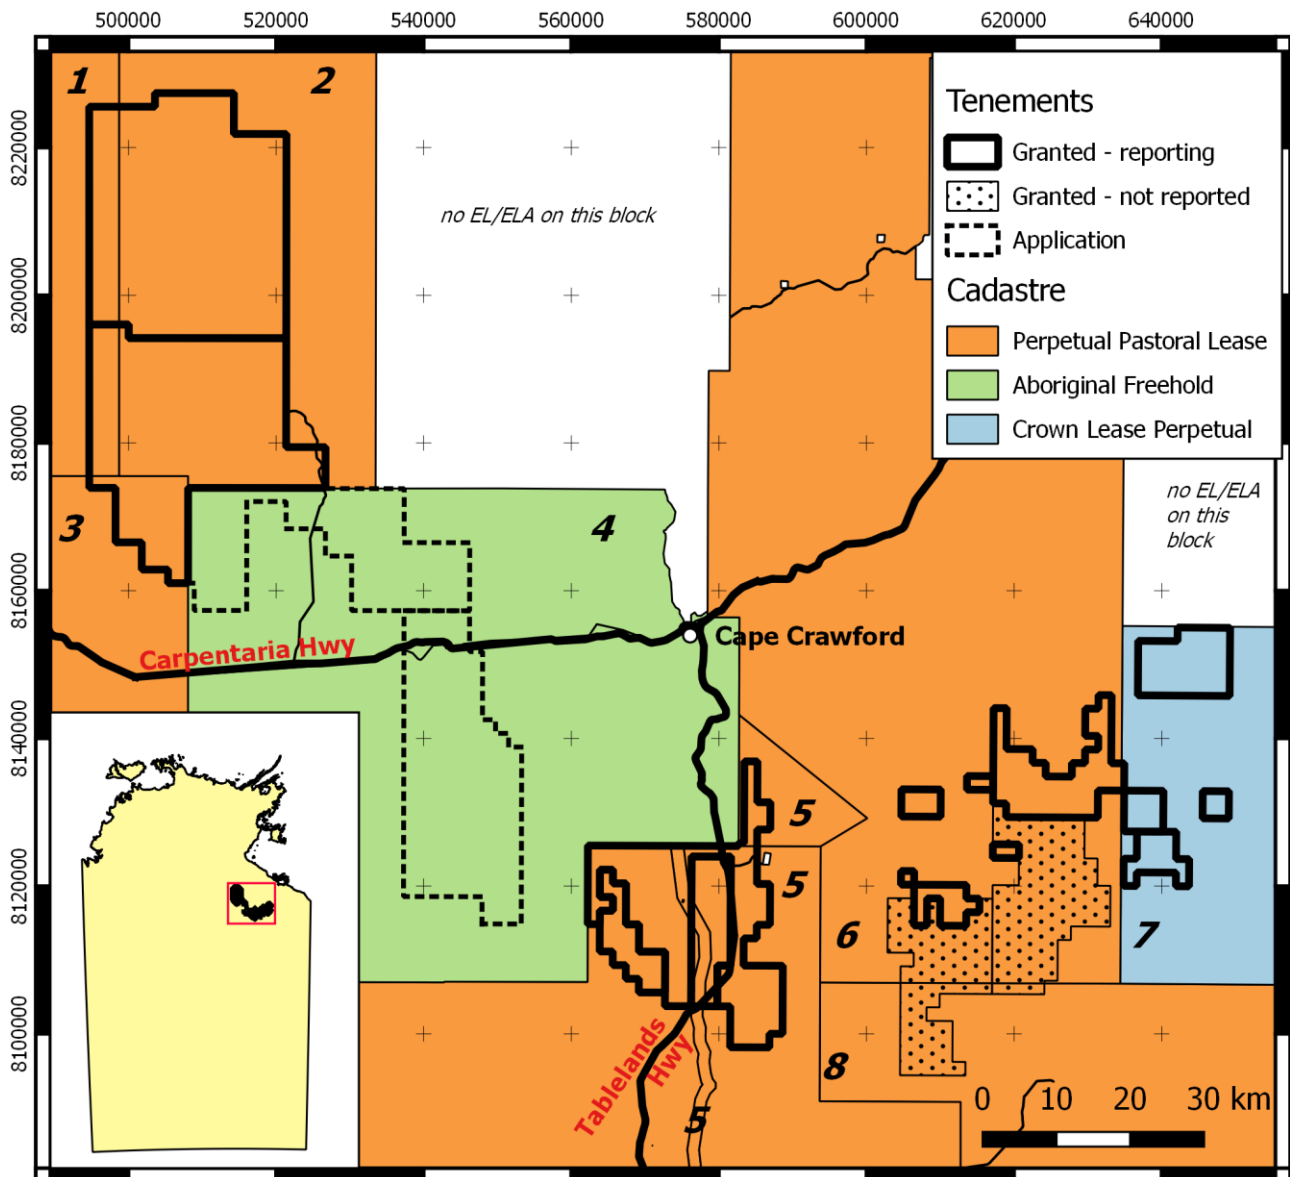 500000 520000 540000 560000 580000 600000 620000 640000
8220000
8200000
8180000
8160000
8140000
8120000
8100000
1
2
no EL/ELA on this block
Tenements
Granted - reporting
Granted - not reported
Application
Cadastre
Perpetual Pastoral Lease
Aboriginal Freehold
Crown Lease Perpetual
no EL/ELA
on this
block
3
4
Cape Crawford
Carpentaria Hwy
5
5
6
7
8
Tablelands
Hwy
5
0 10 20 30 km